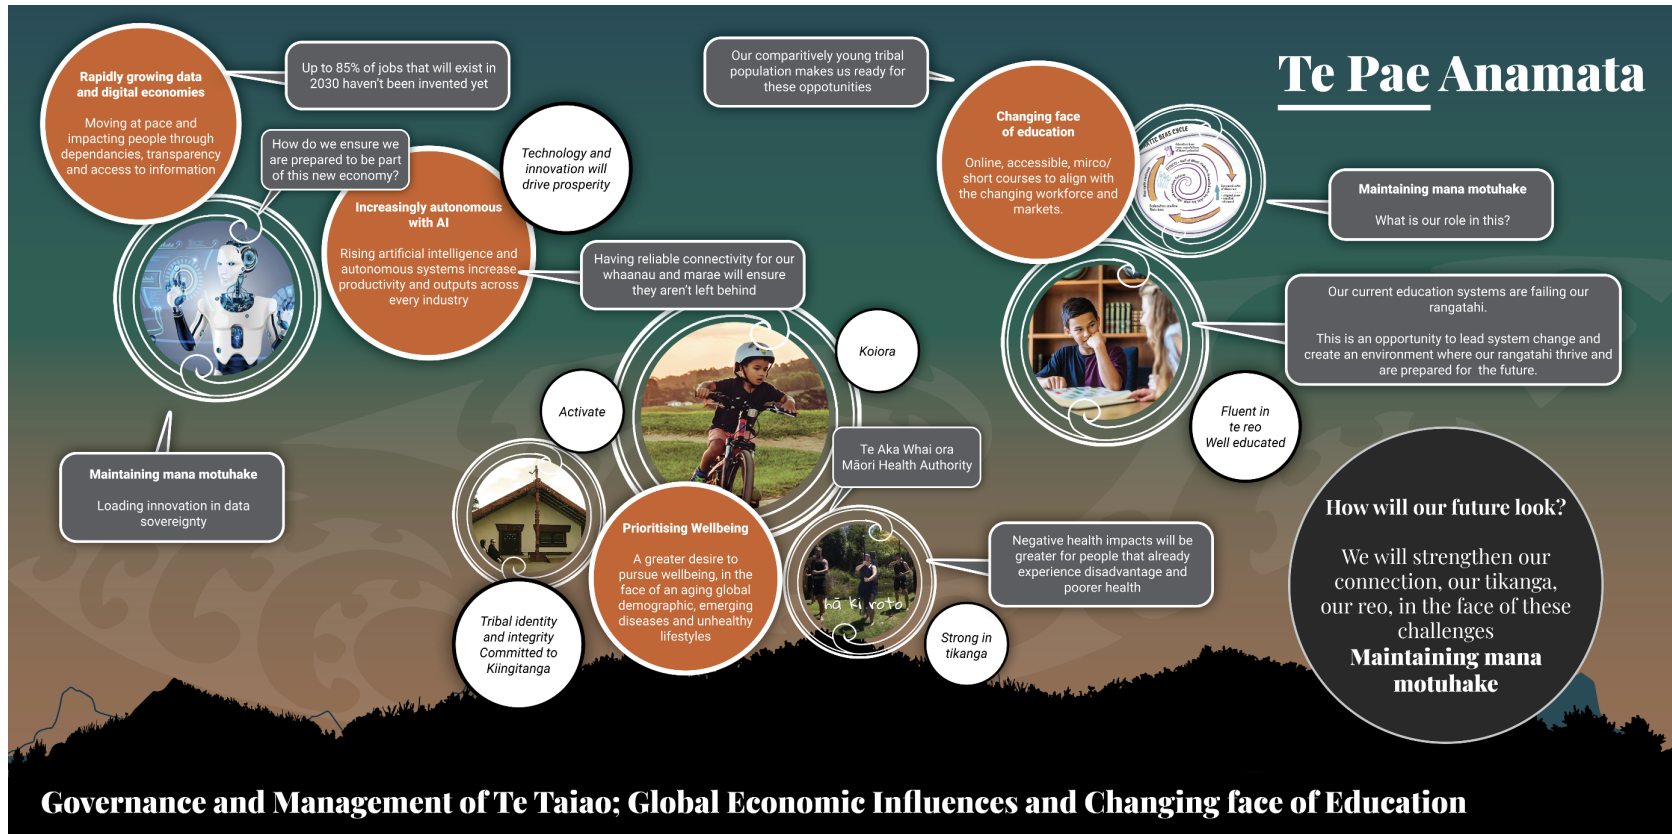 Te Pae Anamata
Rapidly growing data
and digital economies
Moving at pace and
impacting people through
dependancies, transparency
and access to information
Up to 85% of jobs that will exist in
2030 haven't been invented yet
How do we ensure we
are prepared to be part
of this new economy?
Increasingly autonomous
with AI
Rising artificial intelligence and
autonomous systems increase
productivity and outputs across
every industry
Technology and
innovation will
drive prosperity
Having reliable connectivity for our
whaanau and marae will ensure
they aren't left behind
Maintaining mana motuhake
Loading innovation in data
sovereignty
Our comparitively young tribal
population makes us ready for
these oppotunities
Changing face
of education
Online, accessible, mirco/
short courses to align with
the changing workforce and
markets.
Maintaining mana motuhake
What is our role in this?
Our current education systems are failing our
rangatahi.
This is an opportunity to lead system change and
create an environment where our rangatahi thrive and
are prepared for the future.
Fluent in
te reo
Well educated
Koiora
Activate
Te Aka Whai ora
Māori Health Authority
Prioritising Wellbeing
A greater desire to
pursue wellbeing, in the
face of an aging global
demographic, emerging
diseases and unhealthy
lifestyles
hā ki roto
Negative health impacts will be
greater for people that already
experience disadvantage and
poorer health
Strong in
tikanga
Tribal identity
and integrity
Committed to
Kiingitanga
How will our future look?
We will strengthen our
connection, our tikanga,
our reo, in the face of these
challenges
Maintaining mana
motuhake
Governance and Management of Te Taiao; Global Economic Influences and Changing face of Education